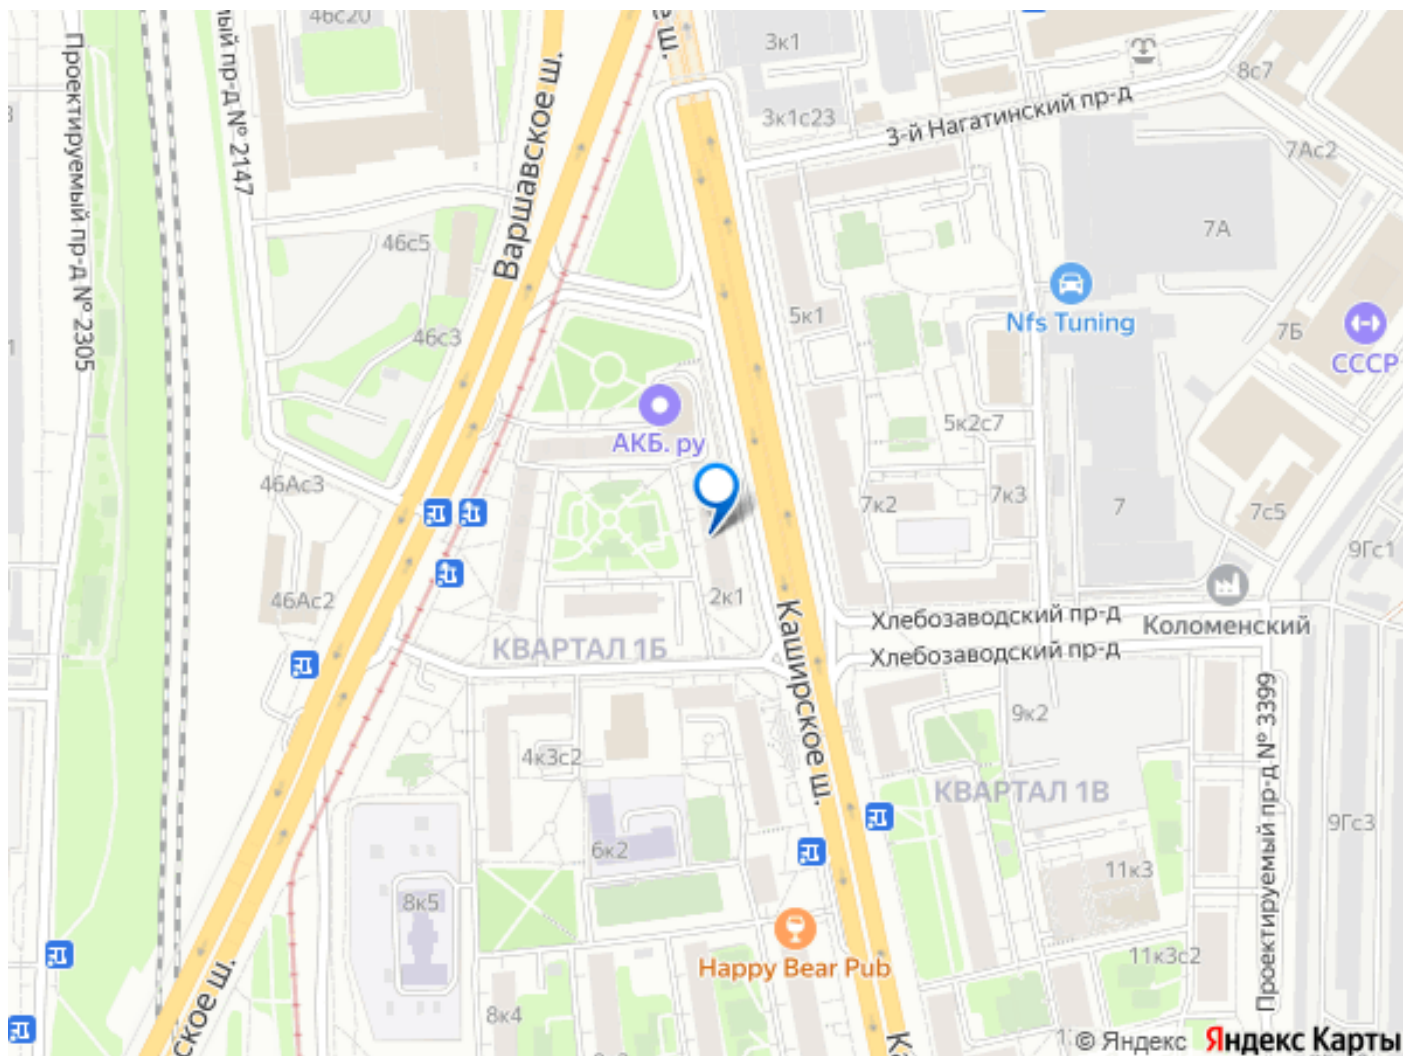 46с20
е ш.
3к1
8с7
Проектируемый пр-д № 2305
ый пр-д № 2147
Варшавское ш.
3к1с23
3-й Нагатинский пр-д
7Ас2
46с5
7А
5к1
Nfs Tuning
7Б
СССР
46с3
АКБ. ру
5к2с7
46Ас3
7к2
7к3
7
7с5
9Гс1
46Ас2
2к1
Каширское ш.
Хлебозаводский пр-д
Коломенский
КВАРТАЛ 1Б
Хлебозаводский пр-д
9к2
Проектируемый пр-д № 3399
4к3с2
КВАРТАЛ 1В
9Гс3
6к2
11к3
8к5
Happy Bear Pub
11к3с2
8к4
ское ш.
© Яндекс Яндекс Карты